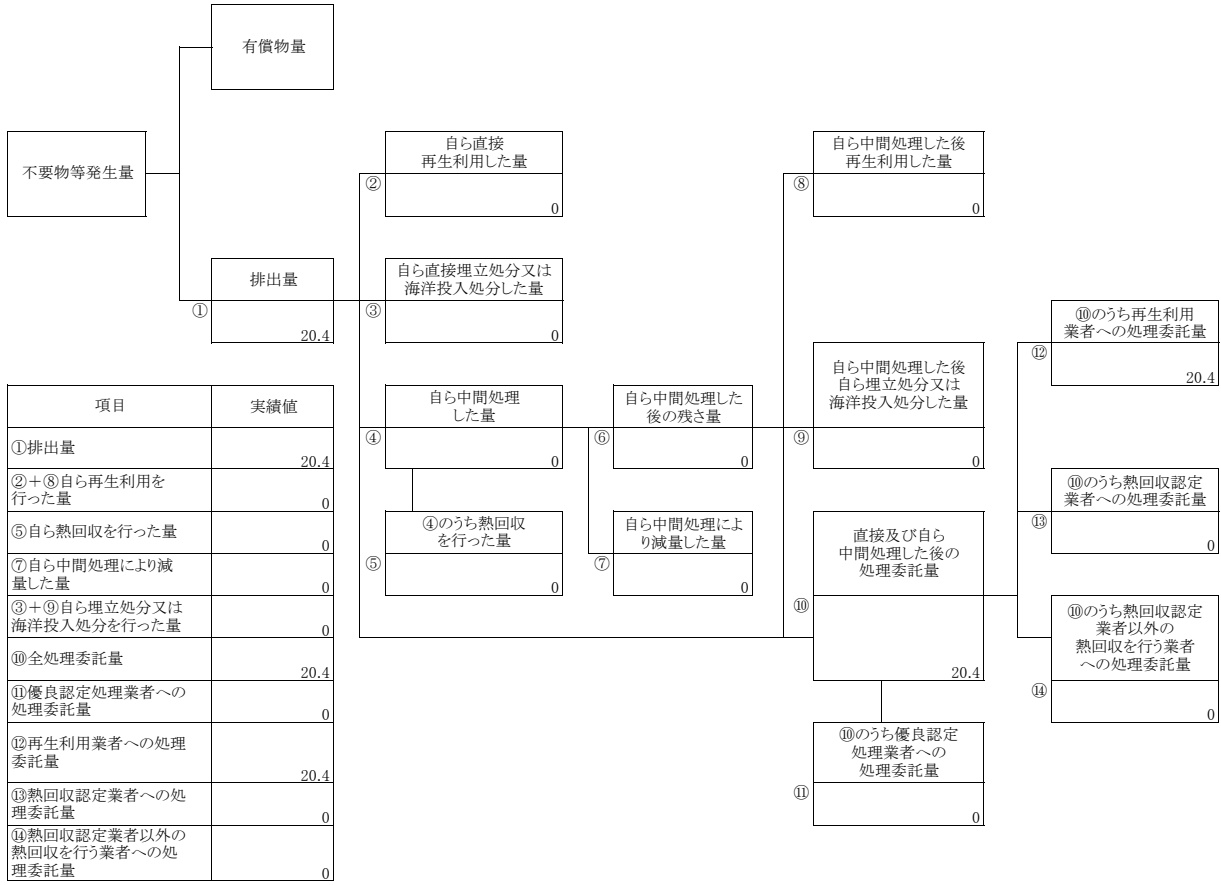 有償物量
不要物等発生量
自ら直接
再生利用した量
②
0
自ら中間処理した後
再生利用した量
⑧
0
排出量
①
20.4
自ら直接埋立処分又は
海洋投入処分した量
③
0
⑩のうち再生利用
業者への処理委託量
⑫
20.4
自ら中間処理した後
自ら埋立処分又は
海洋投入処分した量
⑨
0
自ら中間処理
した量
④
0
自ら中間処理した
後の残さ量
⑥
0
⑩のうち熱回収認定
業者への処理委託量
⑬
0
④のうち熱回収
を行った量
⑤
0
自ら中間処理によ
り減量した量
⑦
0
直接及び自ら
中間処理した後の
処理委託量
⑩
20.4
⑩のうち熱回収認定
業者以外の
熱回収を行う業者
への処理委託量
⑭
0
⑩のうち優良認定
処理業者への
処理委託量
⑪
0
項目 実績値
①排出量
20.4
②+⑧自ら再生利用を
行った量
0
⑤自ら熱回収を行った量
0
⑦自ら中間処理により減
量した量
0
③+⑨自ら埋立処分又は
海洋投入処分を行った量
0
⑩全処理委託量
20.4
⑪優良認定処理業者への
処理委託量
0
⑫再生利用業者への処理
委託量
20.4
⑬熱回収認定業者への処
理委託量
0
⑭熱回収認定業者以外の
熱回収を行う業者への処
理委託量
0